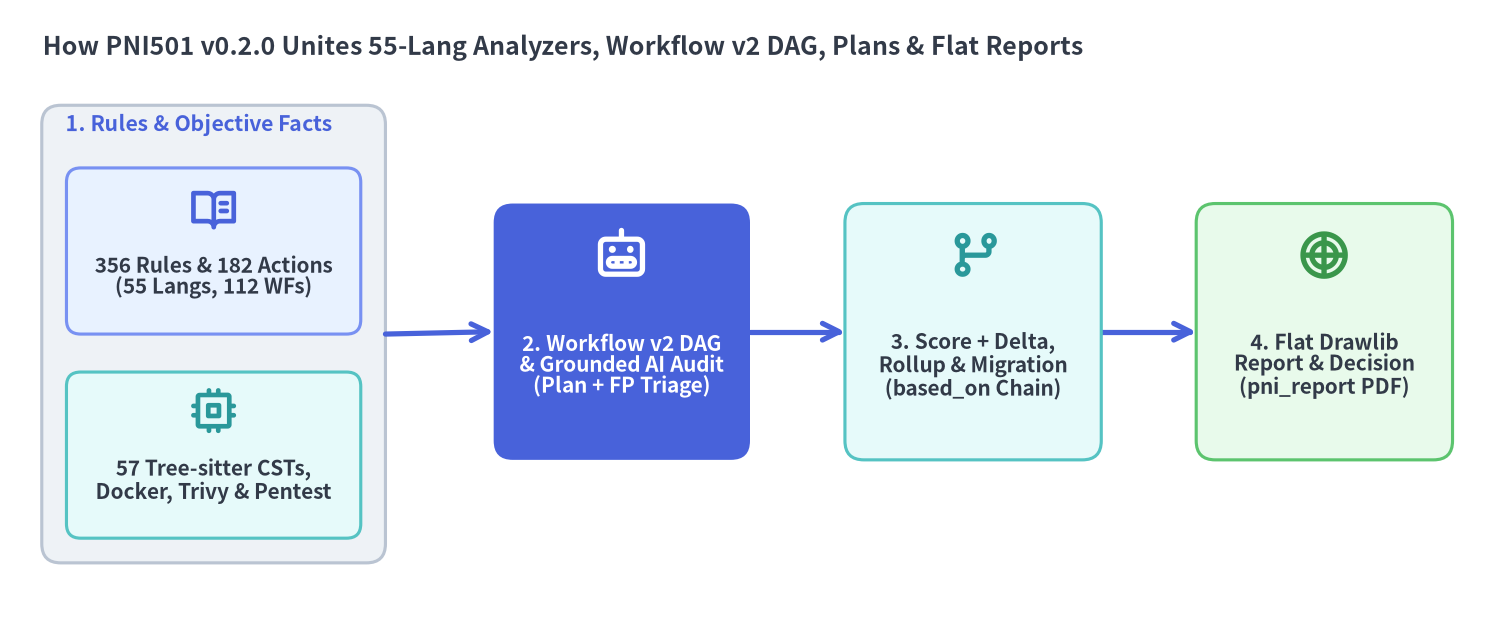 How PNI501 v0.2.0 Unites 55-Lang Analyzers, Workflow v2 DAG, Plans & Flat Reports
1. Rules & Objective Facts
356 Rules & 182 Actions
(55 Langs, 112 WFs)
57 Tree-sitter CSTs,
Docker, Trivy & Pentest
2. Workflow v2 DAG
& Grounded AI Audit
(Plan + FP Triage)
3. Score + Delta,
Rollup & Migration
(based_on Chain)
4. Flat Drawlib
Report & Decision
(pni_report PDF)